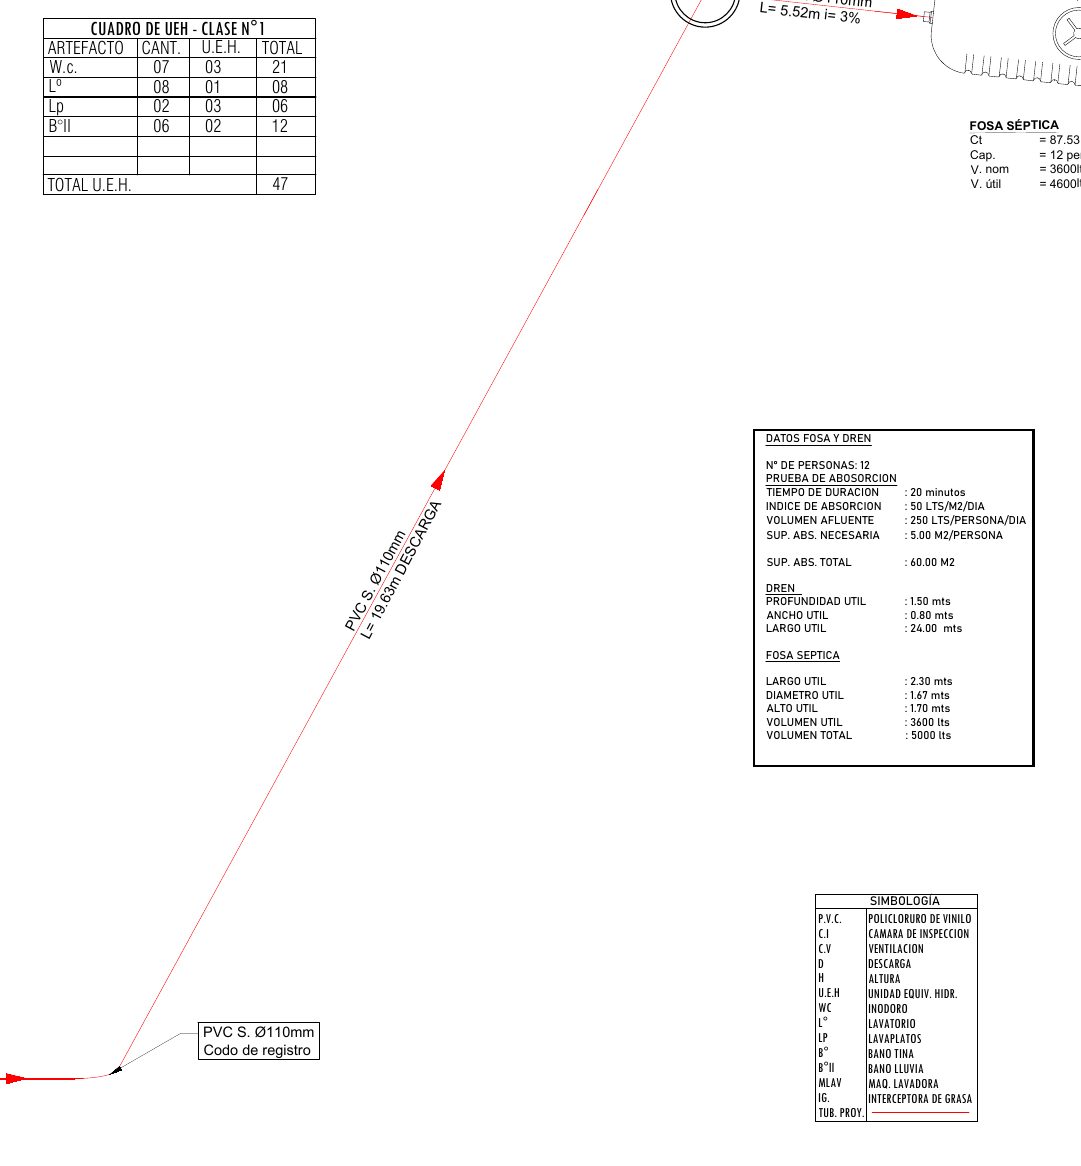 CUADRO DE UEH - CLASE N°1
ARTEFACTO CANT. U.E.H. TOTAL
W.c. 07 03 21
Lº 08 01 08
Lp 02 03 06
B°II 06 02 12
TOTAL U.E.H. 47
L= 5.52m i= 3%
FOSA SÉPTICA
Ct = 87.53
Cap. = 12
V. nom = 3600
V. útil = 4600
PVC S. Ø110mm
L= 19.63m DESCARGA
DATOS FOSA Y DREN
Nº DE PERSONAS: 12
PRUEBA DE ABOSORCION
TIEMPO DE DURACION : 20 minutos
INDICE DE ABSORCION : 50 LTS/M2/DIA
VOLUMEN AFLUENTE : 250 LTS/PERSONA/DIA
SUP. ABS. NECESARIA : 5.00 M2/PERSONA
SUP. ABS. TOTAL : 60.00 M2
DREN
PROFUNDIDAD UTIL : 1.50 mts
ANCHO UTIL : 0.80 mts
LARGO UTIL : 24.00 mts
FOSA SEPTICA
LARGO UTIL : 2.30 mts
DIAMETRO UTIL : 1.67 mts
ALTO UTIL : 1.70 mts
VOLUMEN UTIL : 3600 lts
VOLUMEN TOTAL : 5000 lts
PVC S. Ø110mm
Codo de registro
SIMBOLOGÍA
P.V.C. POLICLORURO DE VINILO
C.I CAMARA DE INSPECCION
C.V VENTILACION
D DESCARGA
H ALTURA
U.E.H UNIDAD EQUIV. HIDR.
WC INODORO
L° LAVATORIO
LP LAVAPLATOS
B° BANO TINA
B°II BANO LLUVIA
MLAV MAQ. LAVADORA
IG. INTERCEPTORA DE GRASA
TUB. PROY.